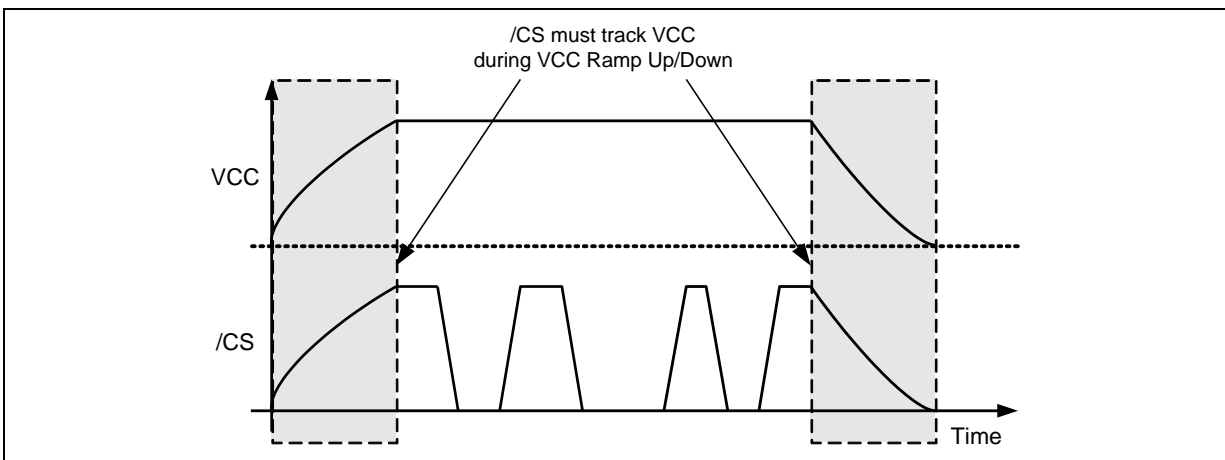 /CS must track VCC
during VCC Ramp Up/Down
VCC
/CS
Time